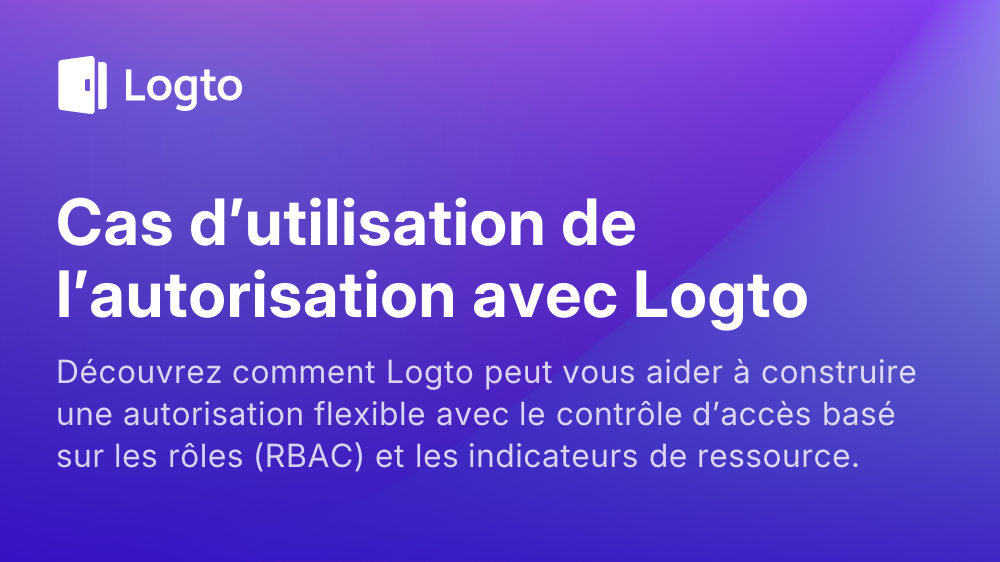 Logto
Cas d’utilisation de
l’autorisation avec Logto
Découvrez comment Logto peut vous aider à construire
une autorisation flexible avec le contrôle d’accès basé
sur les rôles (RBAC) et les indicateurs de ressource.